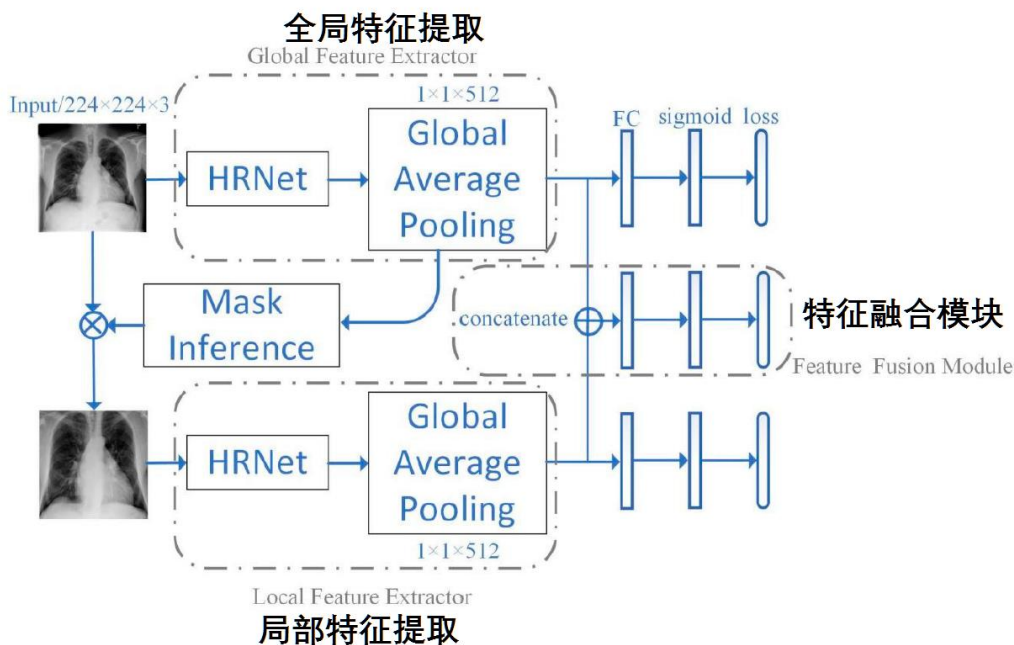 全局特征提取
Global Feature Extractor
Input/224×224×3
1×1×512
FC sigmoid loss
HRNet
Global
Average
Pooling
Mask
Inference
concatenate
特征融合模块
Feature Fusion Module
HRNet
Global
Average
Pooling
1×1×512
Local Feature Extractor
局部特征提取